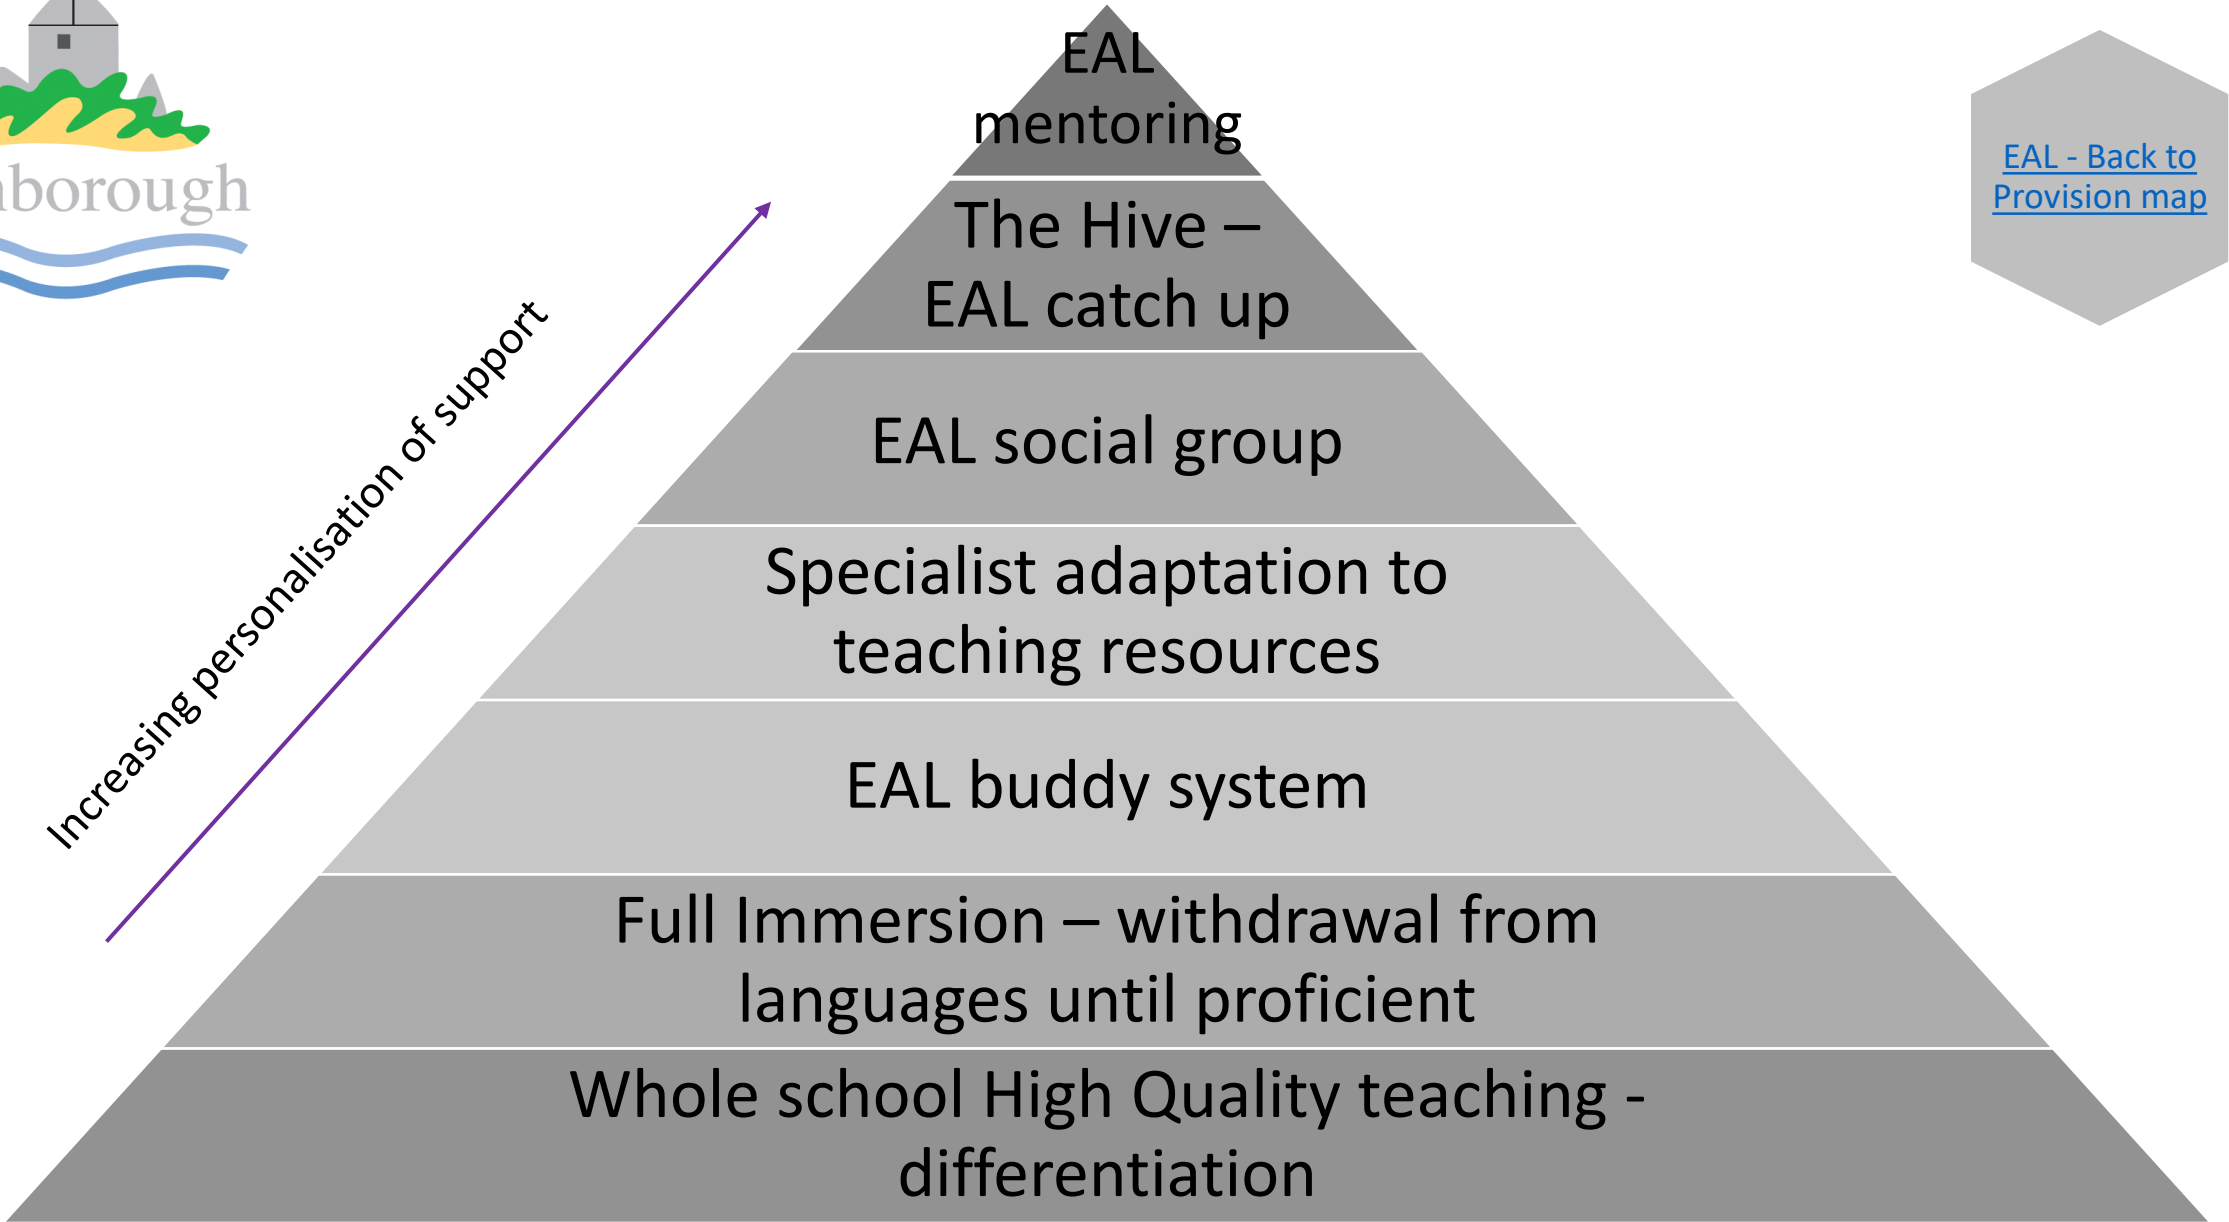 EAL
mentoring
The Hive –
EAL catch up
EAL social group
Specialist adaptation to
teaching resources
EAL buddy system
Full Immersion – withdrawal from
languages until proficient
Whole school High Quality teaching -
differentiation
Increasing personalisation of support
EAL - Back to
Provision map